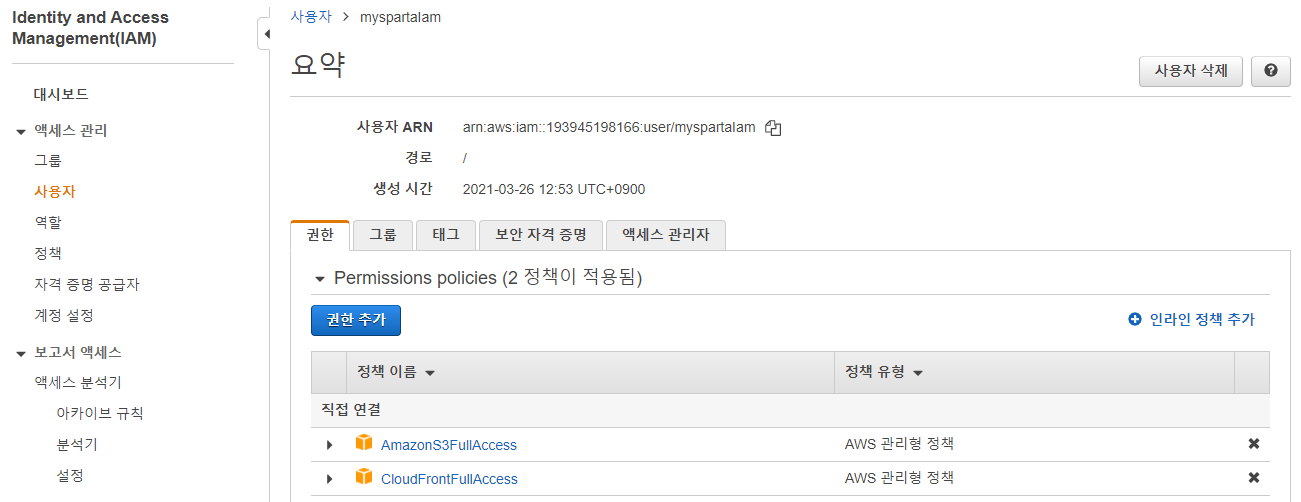 Identity and Access
Management(IAM)
대시보드
액세스 관리
그룹
사용자
역할
정책
자격 증명 공급자
계정 설정
보고서 액세스
액세스 분석기
아카이브 규칙
분석기
설정
사용자 > myspartaIam
요약
사용자 삭제
사용자 ARN arn:aws:iam::193945198166:user/myspartaIam
경로 /
생성 시간 2021-03-26 12:53 UTC+0900
권한 그룹 태그 보안 자격 증명 액세스 관리자
Permissions policies (2 정책이 적용됨)
권한 추가 인라인 정책 추가
정책 이름 정책 유형
직접 연결
AmazonS3FullAccess AWS 관리형 정책
CloudFrontFullAccess AWS 관리형 정책